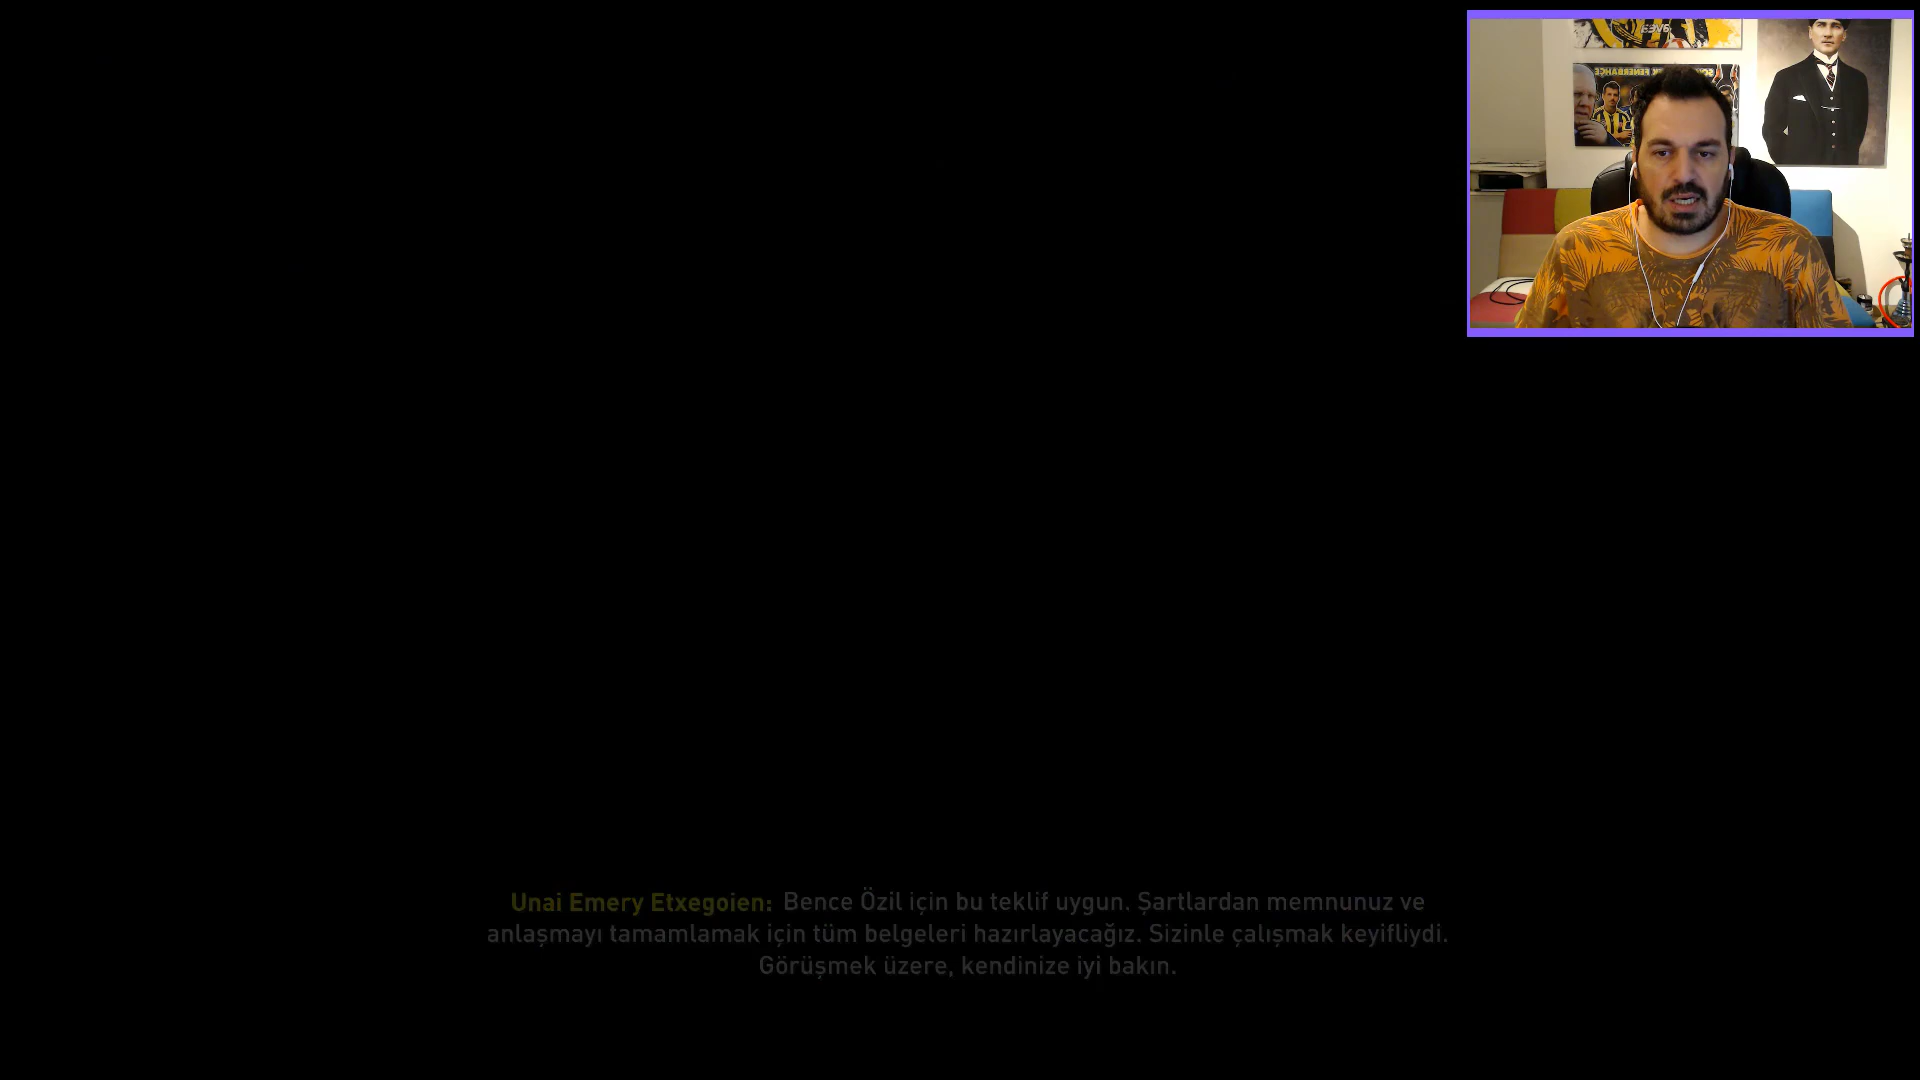 Unai Emery Etxegoien: Bence Özil için bu teklif uygun. Şartlardan memnunuz ve
anlaşmayı tamamlamak için tüm belgeleri hazırlayacağız. Sizinle çalışmak keyifliydi.
Görüşmek üzere, kendinize iyi bakın.